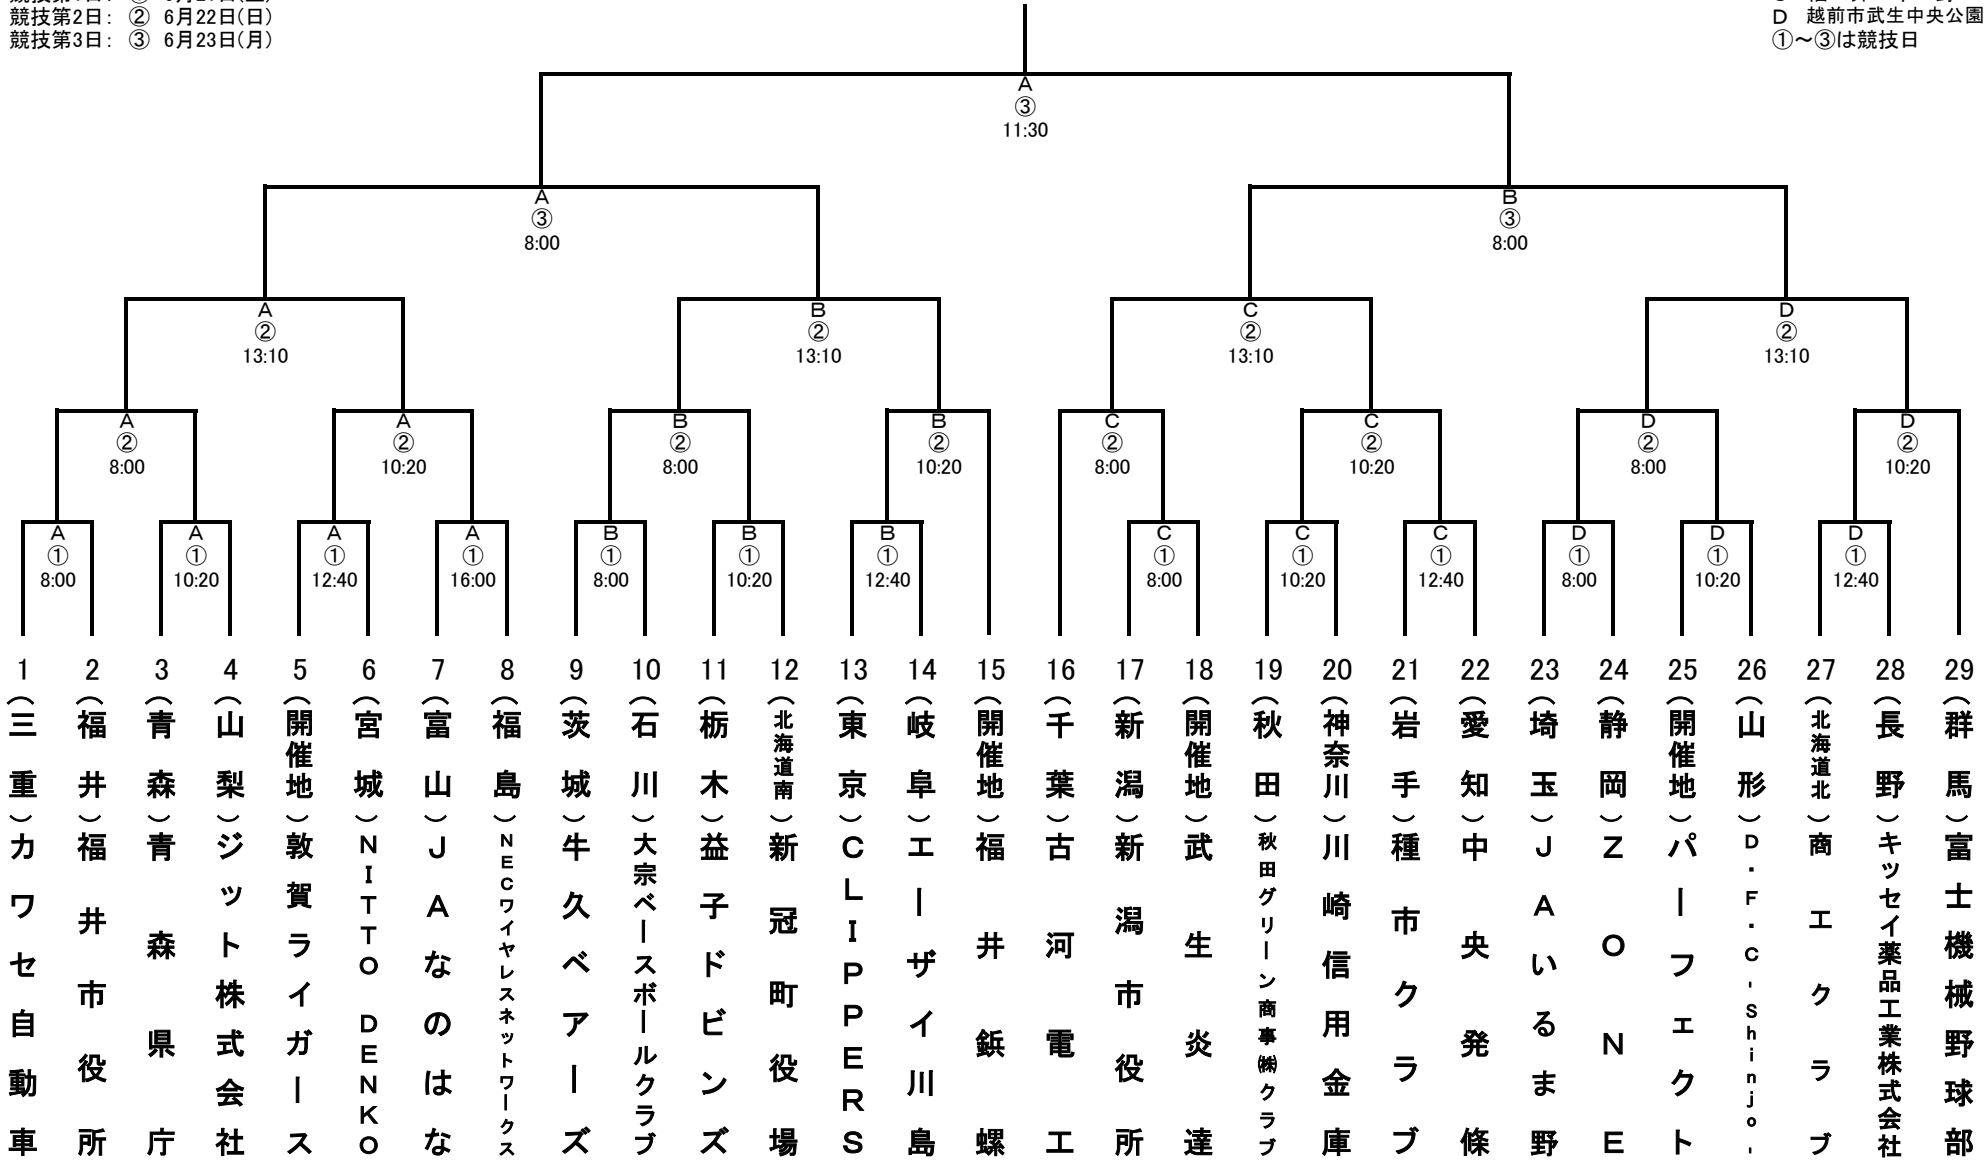 競技第2日： ② 6月22日(日)
競技第3日： ③ 6月23日(月)
D 越前市武生中央公園
①～③は競技日
A
③
11:30
A
③
8:00
B
③
8:00
A
②
13:10
B
②
13:10
C
②
13:10
D
②
13:10
A
②
8:00
A
②
10:20
B
②
8:00
B
②
10:20
C
②
8:00
C
②
10:20
D
②
8:00
D
②
10:20
A
①
8:00
A
①
10:20
A
①
12:40
A
①
16:00
B
①
8:00
B
①
10:20
B
①
12:40
C
①
8:00
C
①
10:20
C
①
12:40
D
①
8:00
D
①
10:20
D
①
12:40
1（三重）カワセ自動車
2（福井）福井市役所
3（青森）青森県庁
4（山梨）ジット株式会社
5（開催地）敦賀ライガース
6（宮城）NITTO DENKO
7（富山）JAなのはな
8（福島）NECワイヤレスネットワークス
9（茨城）牛久ベアーズ
10（石川）大宗ベースボールクラブ
11（栃木）益子ドビンズ
12（北海道南）新冠町役場
13（東京）CLIPPERS
14（岐阜）エーザイ川島
15（開催地）福井鋲螺
16（千葉）古河電工
17（新潟）新潟市役所
18（開催地）武生炎達
19（秋田）秋田グリーン商事㈱クラブ
20（神奈川）川崎信用金庫
21（岩手）種市クラブ
22（愛知）中央発條
23（埼玉）JAいるま野
24（静岡）ZONE
25（開催地）パーフェクト
26（山形）D・F・C-Shinjo-
27（北海道北）商エクラブ
28（長野）キッセイ薬品工業株式会社
29（群馬）富士機械野球部